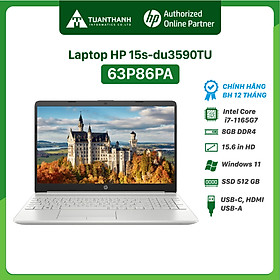 TUANTHANH
INFORMATICS CO.,LTD
hp
Authorized
Online Partner
Laptop HP 15s-du3590TU
63P86PA
CHÍNH HÃNG
BH 12 THÁNG
Intel Core
i7-1165G7
8GB DDR4
15.6 in HD
Windows 11
SSD 512 GB
USB-C, HDMI
USB-A